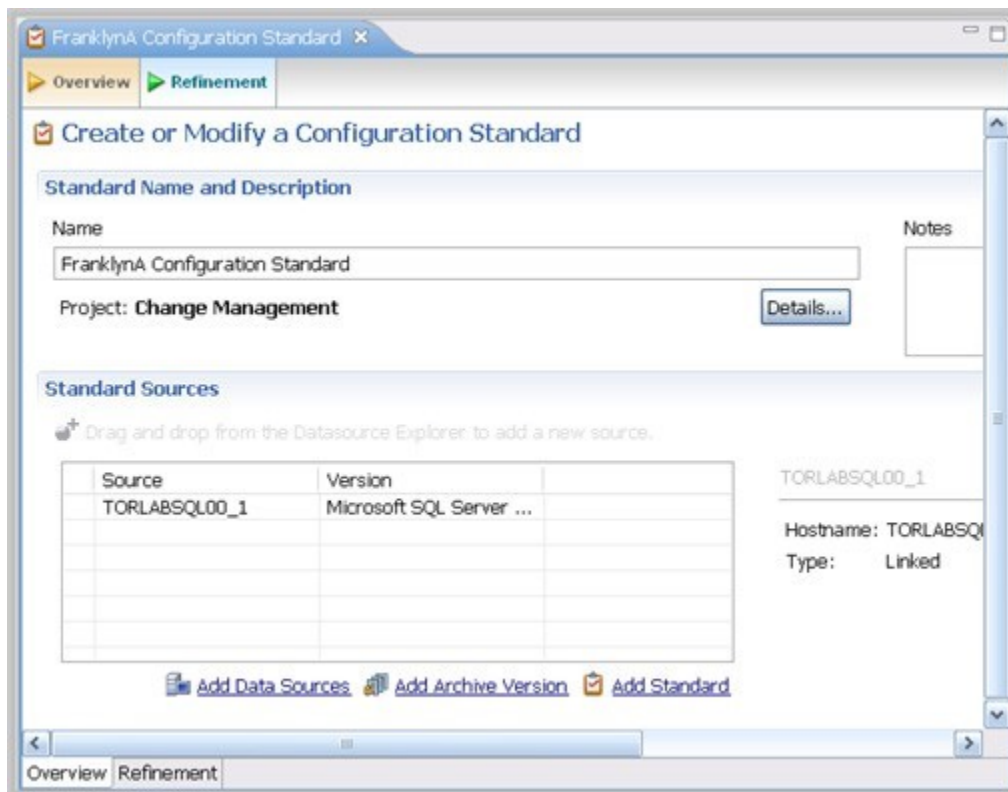 FranklynA Configuration Standard
Overview Refinement
Create or Modify a Configuration Standard
Standard Name and Description
Name Notes
FranklynA Configuration Standard
Project: Change Management Details...
Standard Sources
Drag and drop from the Datasource Explorer to add a new source.
Source Version TORLABSQL00_1
TORLABSQL00_1 Microsoft SQL Server ...
Hostname: TORLABSQ
Type: Linked
Add Data Sources Add Archive Version Add Standard
Overview Refinement